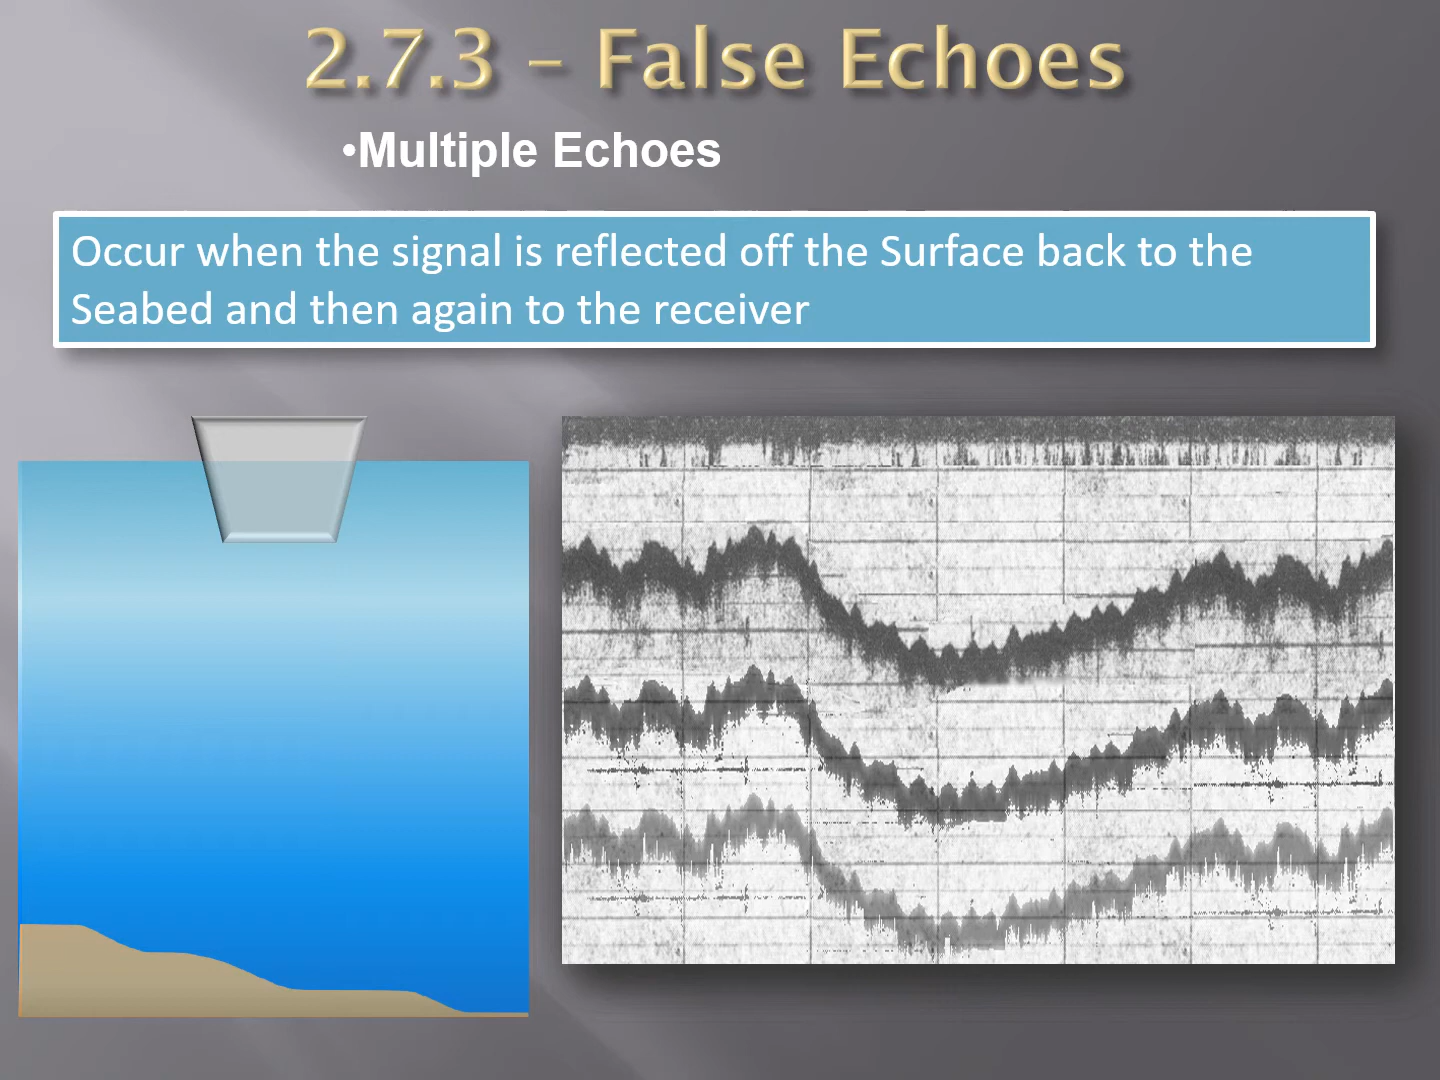 2.7.3 – False Echoes
•Multiple Echoes
Occur when the signal is reflected off the Surface back to the
Seabed and then again to the receiver